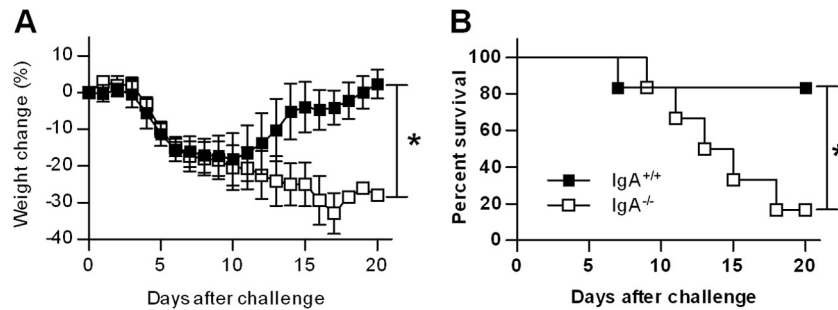 A
Weight change (%)
10
0
-10
-20
-30
-40
0 5 10 15 20
Days after challenge
*
B
Percent survival
100
80
60
40
20
0
0 5 10 15 20
Days after challenge
IgA+/+
IgA-/-
*